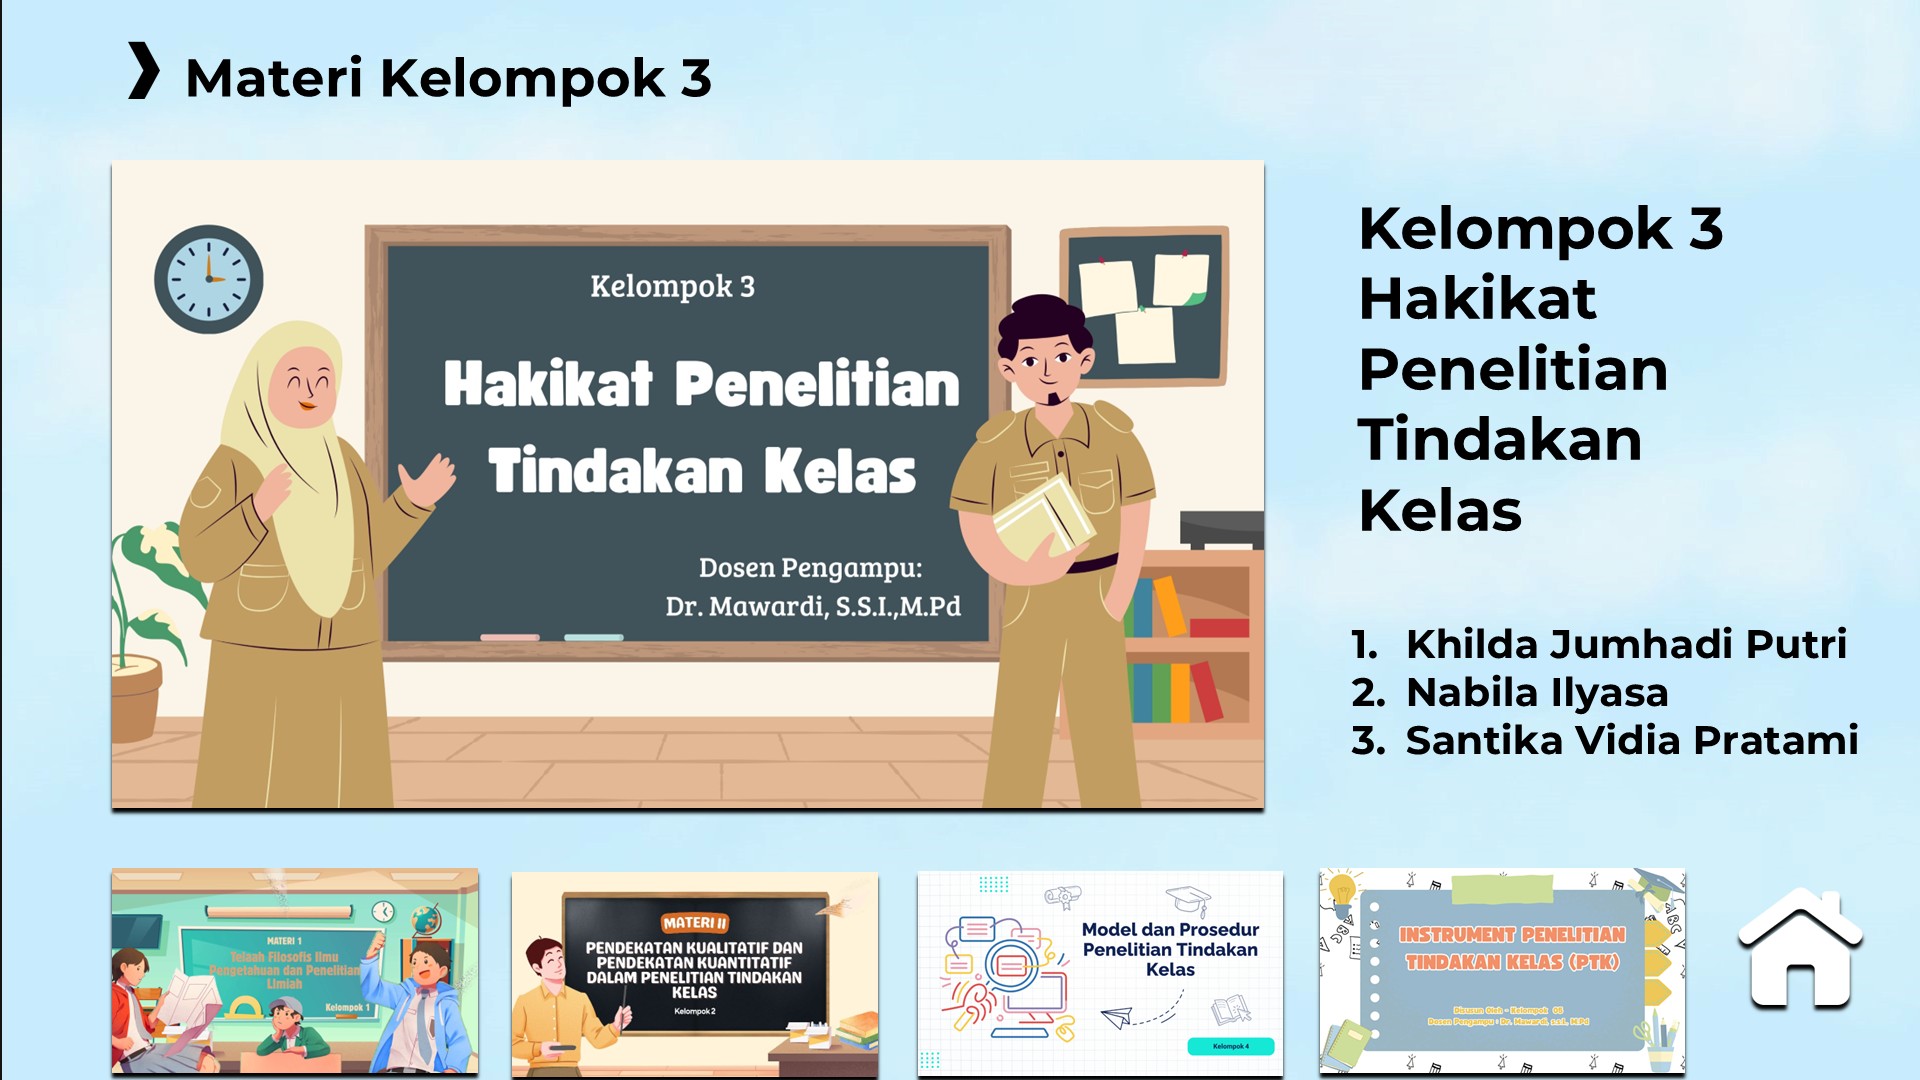 Materi Kelompok 3
Kelompok 3
Hakikat Penelitian
Tindakan Kelas
Dosen Pengampu:
Dr. Mawardi, S.S.I.,M.Pd
Kelompok 3
Hakikat
Penelitian
Tindakan
Kelas
1. Khilda Jumhadi Putri
2. Nabila Ilyasa
3. Santika Vidia Pratami
MATERI 1
Telaah Filosofis Ilmu
Pengetahuan dan Penelitian
Limiah
Kelompok 1
MATERI II
PENDEKATAN KUALITATIF DAN
PENDEKATAN KUANTITATIF
DALAM PENELITIAN TINDAKAN
KELAS
Kelompok 2
Model dan Prosedur
Penelitian Tindakan
Kelas
Kelompok 4
INSTRUMENT PENELITIAN
TINDAKAN KELAS (PTK)
Disusun Oleh - Kelompok 05
Dosen Pengampu : Dr. Mawardi, s.s.i, M.Pd